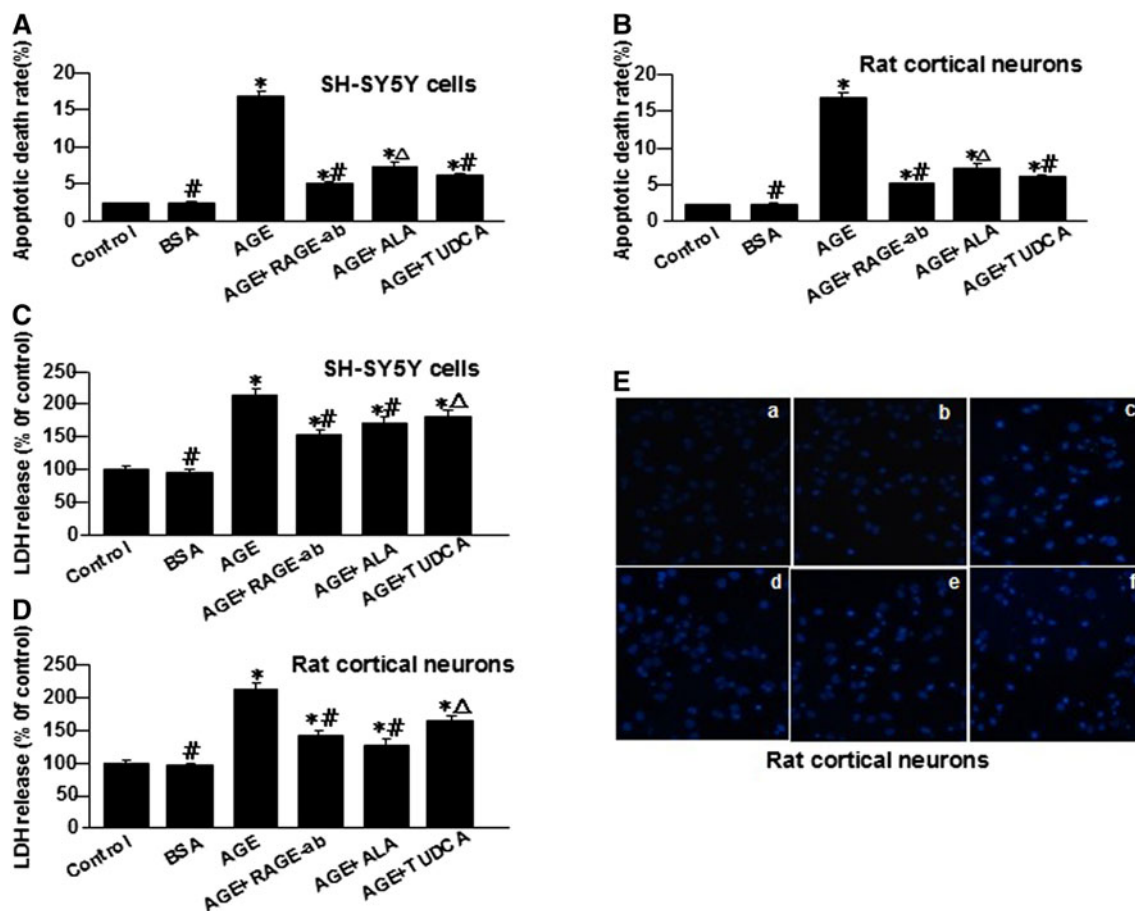 A
Apoptotic death rate(%)
20
15
10
5
0
SH-SY5Y cells
*
#
*#
*△
*#
Control
BSA
AGE
AGE+RAGE-ab
AGE+ALA
AGE+TUDCA
B
Apoptotic death rate(%)
20
15
10
5
0
Rat cortical neurons
*
#
*#
*△
*#
Control
BSA
AGE
AGE+RAGE-ab
AGE+ALA
AGE+TUDCA
C
LDH release (% 0f control)
250
200
150
100
50
0
SH-SY5Y cells
*
#
*#
*#
*△
Control
BSA
AGE
AGE+RAGE-ab
AGE+ALA
AGE+TUDCA
D
LDH release (% 0f control)
250
200
150
100
50
0
Rat cortical neurons
*
#
*#
*#
*△
Control
BSA
AGE
AGE+RAGE-ab
AGE+ALA
AGE+TUDCA
E
a
b
c
d
e
f
Rat cortical neurons